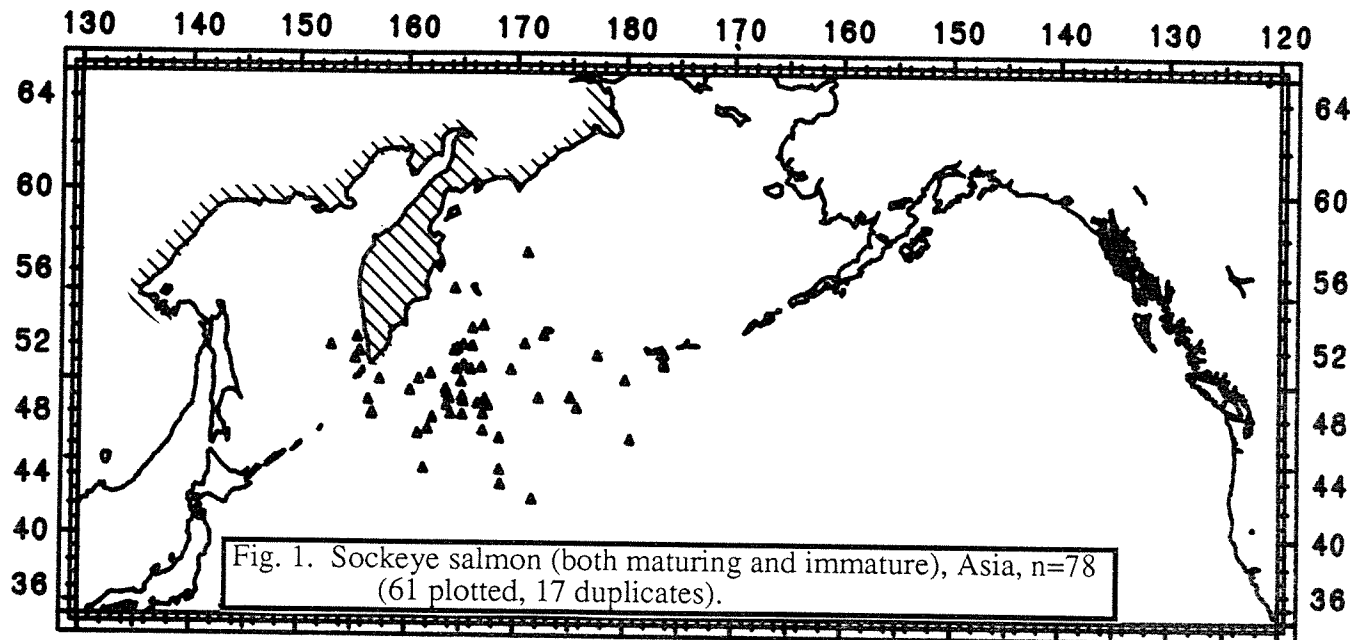 130 140 150 160 170 180 170 160 150 140 130 120
64 64
60 60
56 56
52 52
48 48
44 44
40 40
36 36
Fig. 1. Sockeye salmon (both maturing and immature), Asia, n=78
(61 plotted, 17 duplicates).